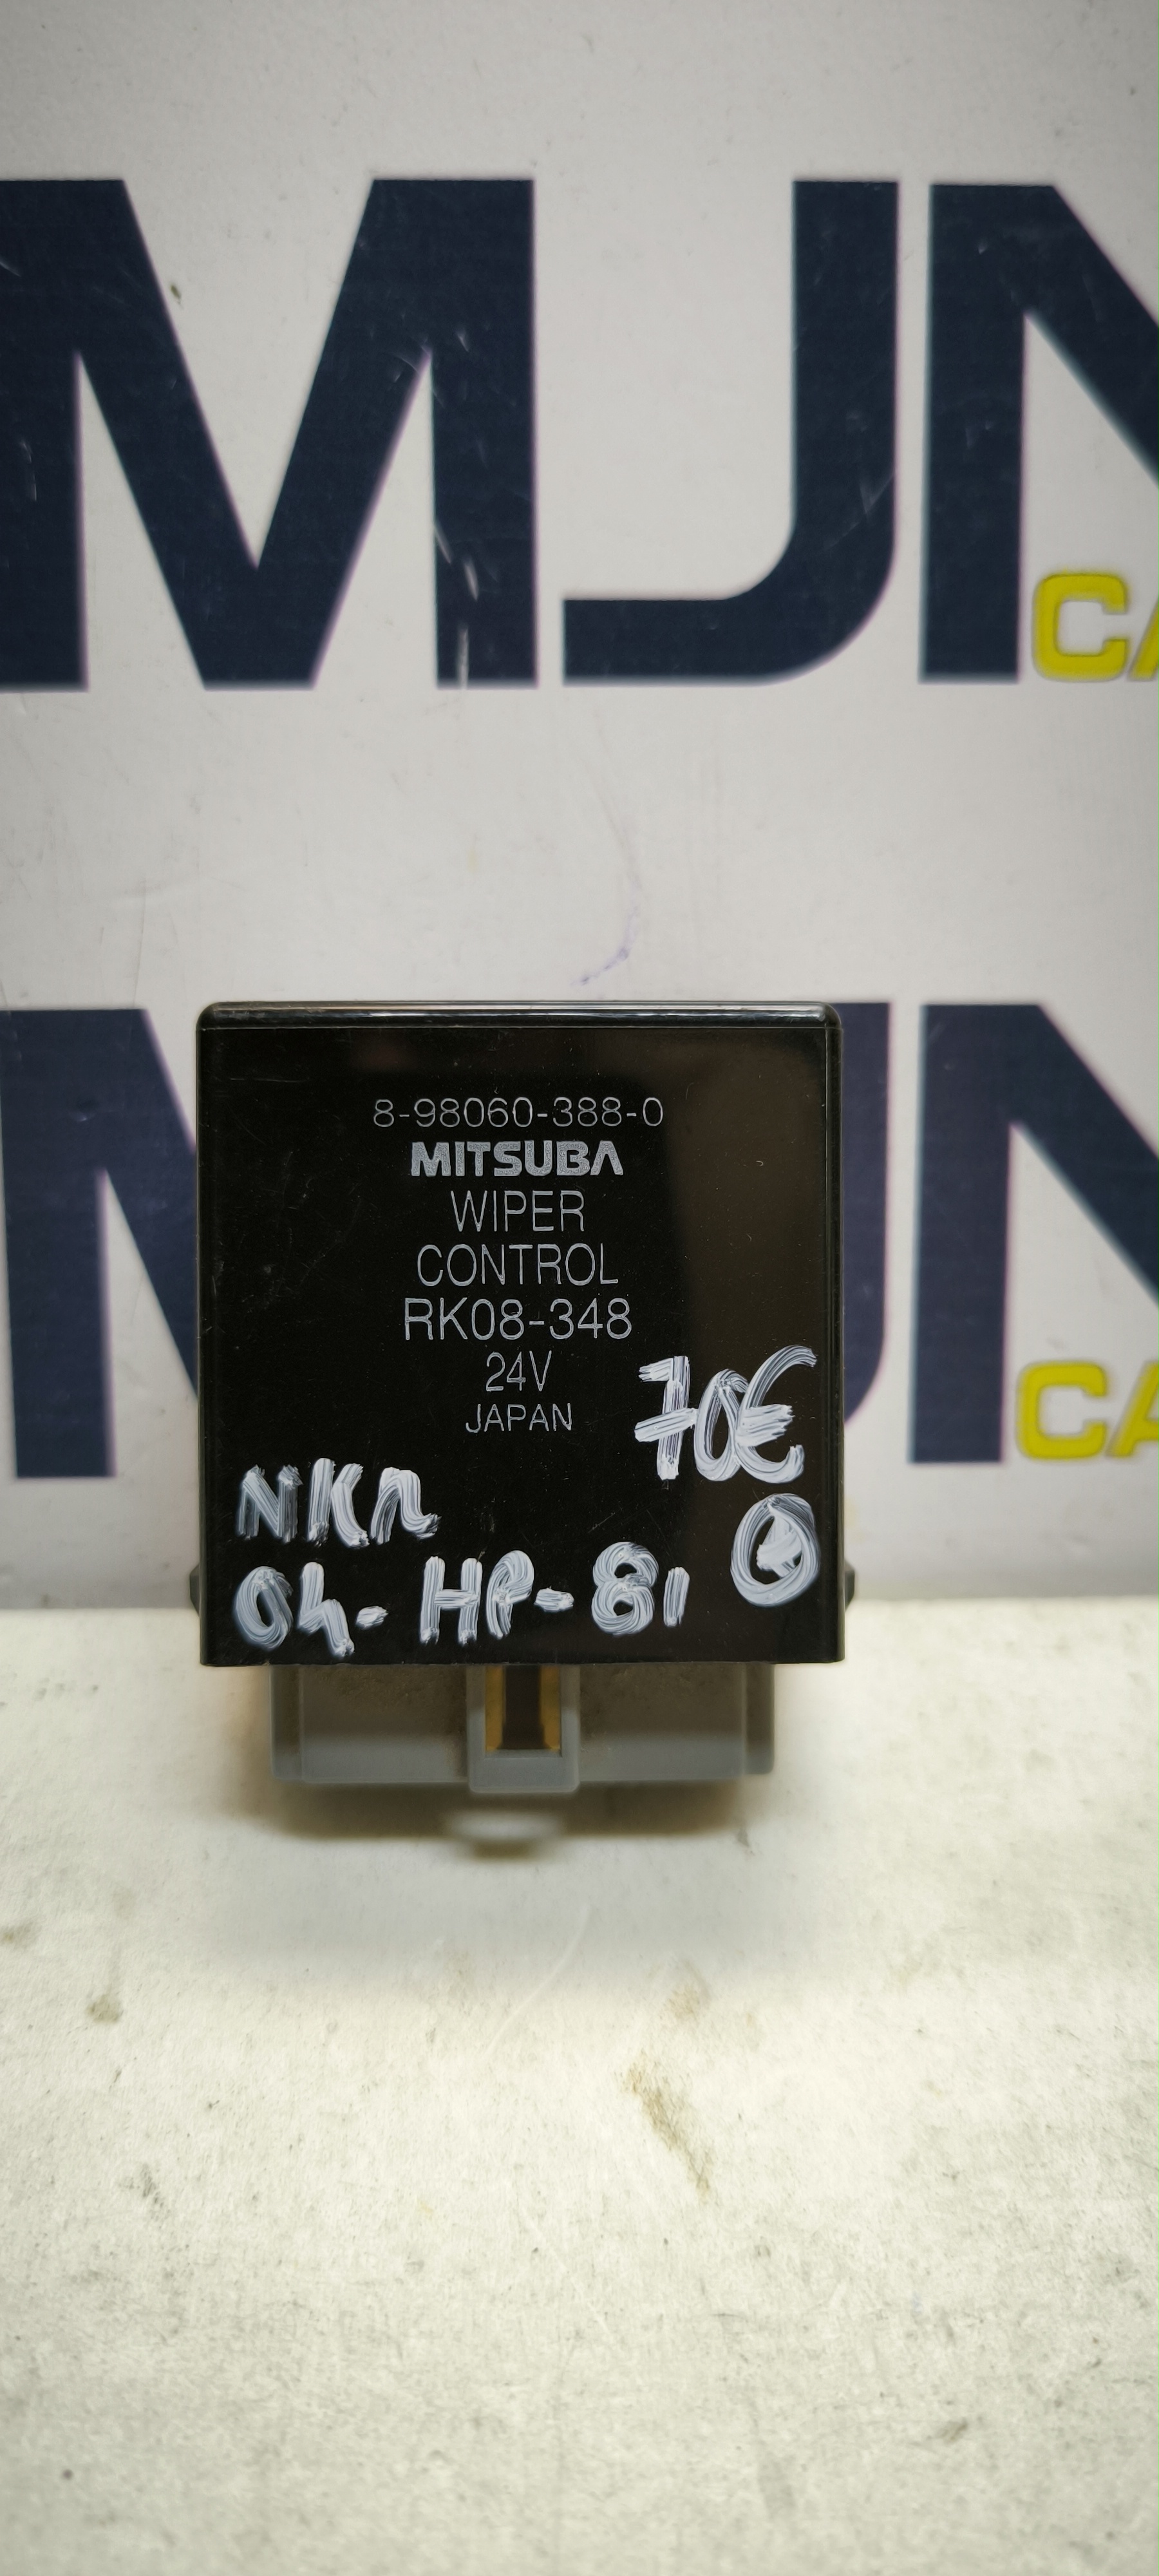 MJN
CA
8-98060-388-0
MITSUBA
WIPER
CONTROL
RK08-348
24V
JAPAN
70€
NKR
04-HP-81
CA